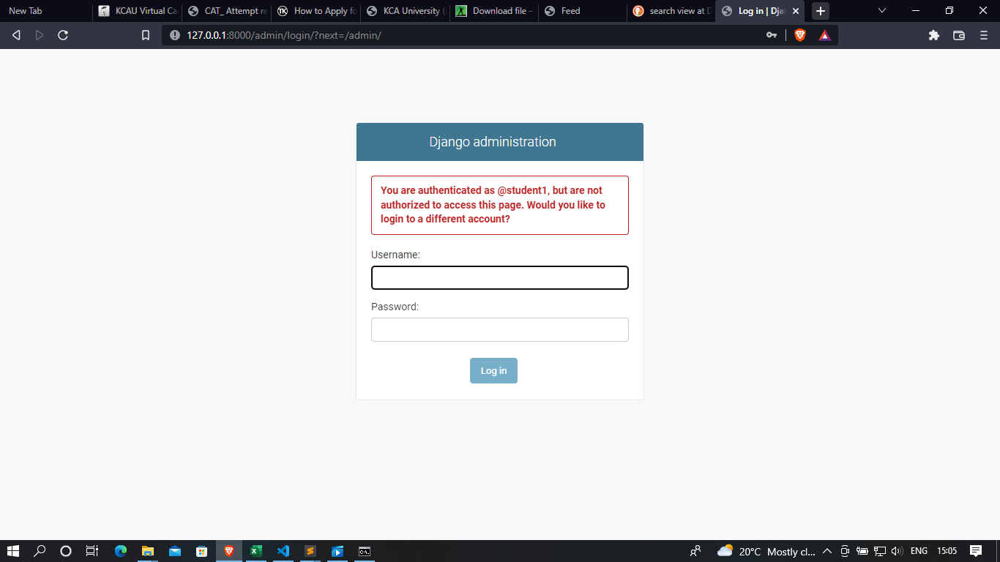 New Tab
KCAU Virtual Ca
CAT_ Attempt re
How to Apply fo
KCA University (
Download file –
Feed
search view at D
Log in | Djan
127.0.0.1:8000/admin/login/?next=/admin/
Django administration
You are authenticated as @student1, but are not
authorized to access this page. Would you like to
login to a different account?
Username:
Password:
Log in
20°C Mostly cl...
ENG
15:05